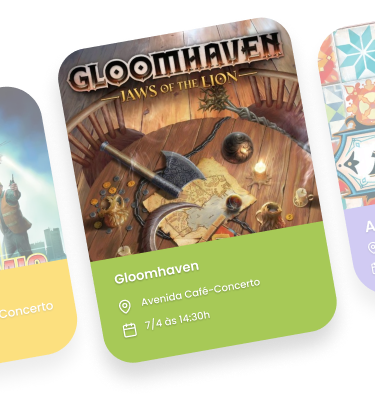 GLOOMHAVEN
JAWS OF THE LION
Gloomhaven
Avenida Café-Concerto
7/4 às 14:30h
Concerto
A